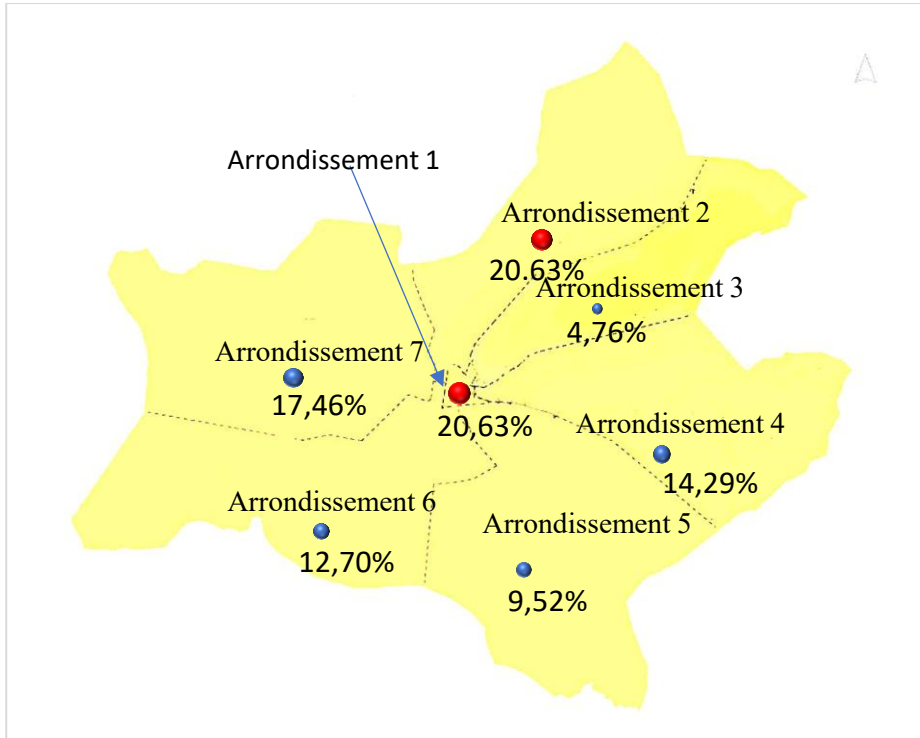 Arrondissement 1
Arrondissement 2
20.63%
Arrondissement 3
4,76%
Arrondissement 7
17,46%
20,63%
Arrondissement 4
14,29%
Arrondissement 6
12,70%
Arrondissement 5
9,52%